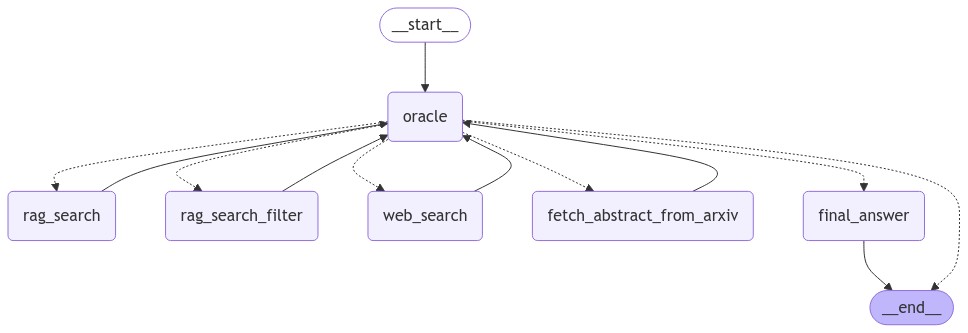 __start__
oracle
rag_search
rag_search_filter
web_search
fetch_abstract_from_arxiv
final_answer
__end__